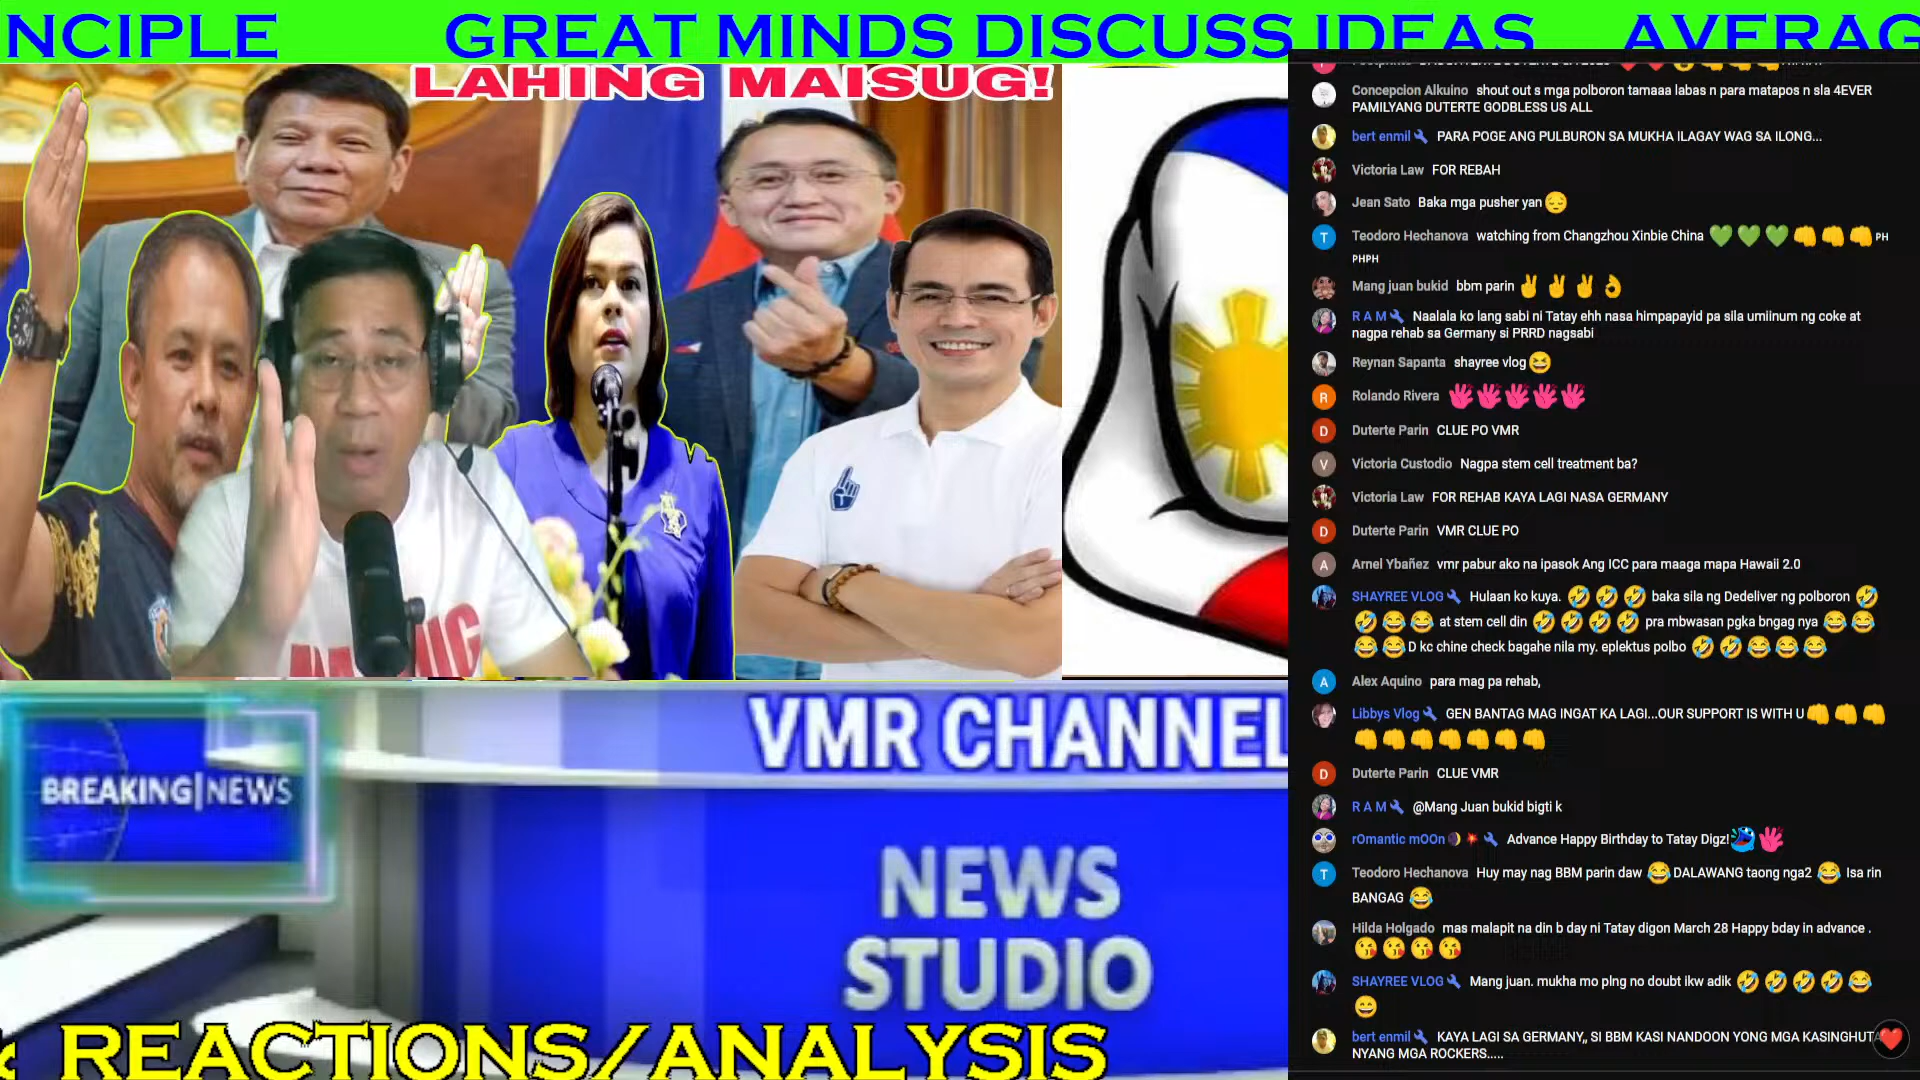 NCIPLE GREAT MINDS DISCUSS IDEAS AVERAG
LAHING MAISUG!
BREAKING|NEWS
VMR CHANNEL
NEWS
STUDIO
REACTIONS/ANALYSIS
Concepcion Alkuino shout out s mga polboron tamaaa labas n para matapos n sla 4EVER
PAMILYANG DUTERTE GODBLESS US ALL
bert enmil PARA POGE ANG PULBURON SA MUKHA ILAGAY WAG SA ILONG...
Victoria Law FOR REBAH
Jean Sato Baka mga pusher yan😔
T Teodoro Hechanova watching from Changzhou Xinbie China 💚💚💚👊👊👊 PH
PHPH
Mang juan bukid bbm parin ✌✌✌👌
R A M Naalala ko lang sabi ni Tatay ehh nasa himpapayid pa sila umiinum ng coke at
nagpa rehab sa Germany si PRRD nagsabi
Reynan Sapanta shayree vlog😆
R Rolando Rivera
D Duterte Parin CLUE PO VMR
V Victoria Custodio Nagpa stem cell treatment ba?
Victoria Law FOR REHAB KAYA LAGI NASA GERMANY
D Duterte Parin VMR CLUE PO
A Arnel Ybañez vmr pabur ako na ipasok Ang ICC para maaga mapa Hawaii 2.0
SHAYREE VLOG Hulaan ko kuya. 🤣🤣🤣 baka sila ng Dedeliver ng polboron 🤣
🤣😂😂 at stem cell din 🤣🤣🤣🤣 pra mbwasan pgka bngag nya 😂😂
😂😂D kc chine check bagahe nila my. eplektus polbo 🤣🤣😂😂😂
A Alex Aquino para mag pa rehab,
Libbys Vlog GEN BANTAG MAG INGAT KA LAGI...OUR SUPPORT IS WITH U👊👊👊
👊👊👊👊👊👊👊
D Duterte Parin CLUE VMR
R A M @Mang Juan bukid bigti k
rOmantic mOOn🌒💥 Advance Happy Birthday to Tatay Digz!
T Teodoro Hechanova Huy may nag BBM parin daw 😂DALAWANG taong nga2 😂 Isa rin
BANGAG 😂
Hilda Holgado mas malapit na din b day ni Tatay digon March 28 Happy bday in advance .
😘😘😘😘
SHAYREE VLOG Mang juan. mukha mo plng no doubt ikw adik 🤣🤣🤣🤣😂
😄
bert enmil KAYA LAGI SA GERMANY,, SI BBM KASI NANDOON YONG MGA KASINGHUTA
NYANG MGA ROCKERS.....